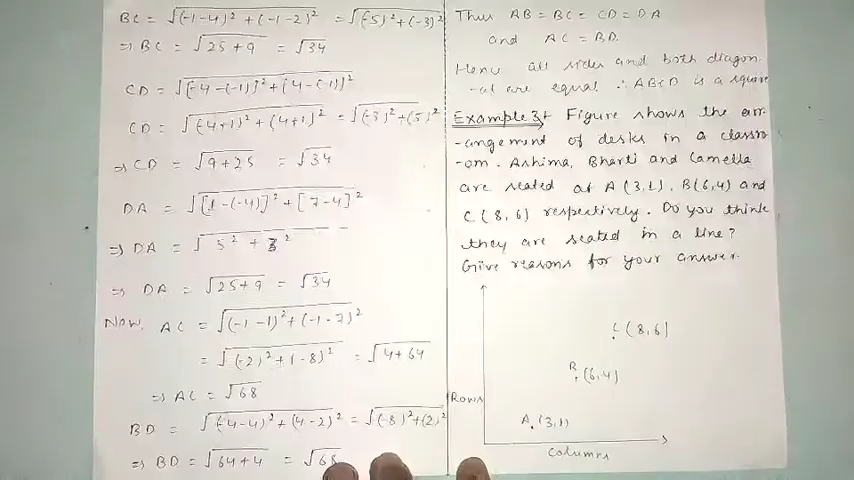 BC = √(-1-4)² + (-1-2)² = √(-5)² + (-3)²
⇒ BC = √25+9 = √34
CD = √[-4-(-1)]² + [4-(-1)]²
CD = √(-4+1)² + (4+1)² = √(-3)² + (5)²
⇒ CD = √9+25 = √34
DA = √[1-(-4)]² + [7-4]²
⇒ DA = √5² + 3²
⇒ DA = √25+9 = √34
Now, AC = √(-1-1)² + (-1-7)²
= √(-2)² + (-8)² = √4+64
⇒ AC = √68
BD = √(-4-4)² + (4-2)² = √(-8)² + (2)²
⇒ BD = √64+4 = √68
Thus AB = BC = CD = DA
and AC = BD.
Hence all sides and both diagon-
-al are equal ∴ ABCD is a square
Example 3:+ Figure shows the arr-
-angement of desks in a classro-
-om. Ashima, Bharti and Camella
are seated at A(3,1), B(6,4) and
C(8,6) respectively. Do you think
they are seated in a line?
Give reasons for your answer.
C(8,6)
B(6,4)
Rows
A(3,1)
Columns